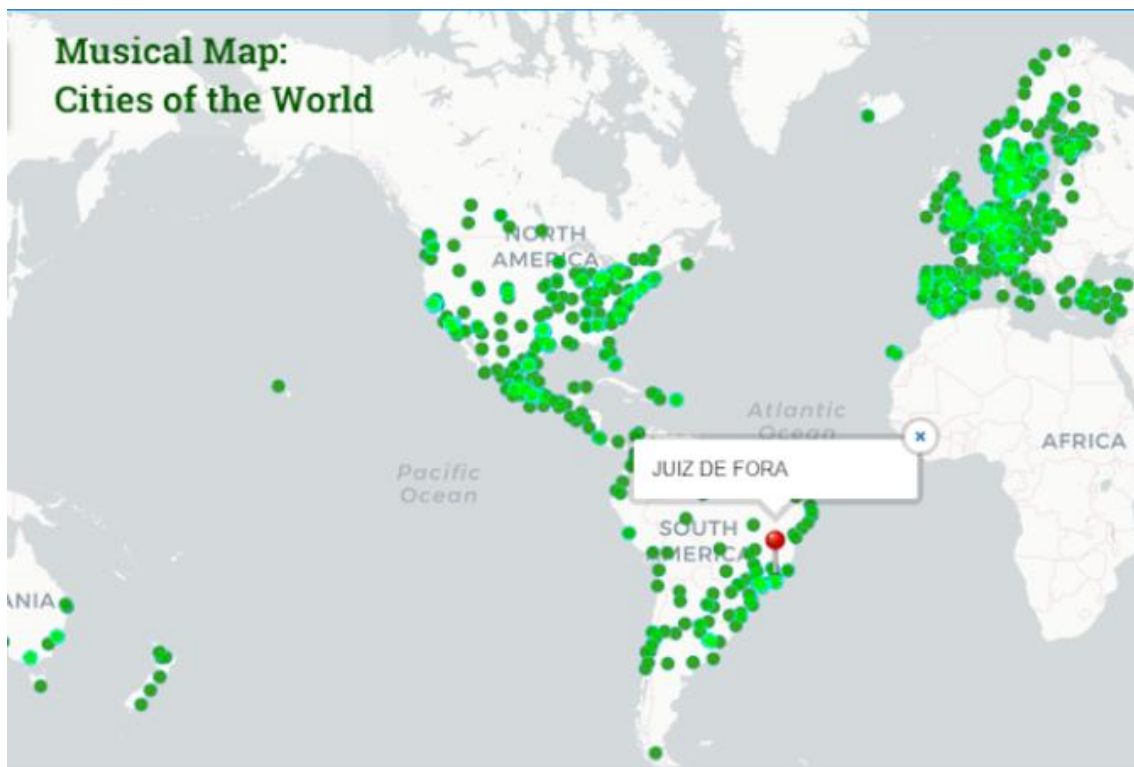 Musical Map:
Cities of the World
NORTH
AMERICA
Atlantic
Ocean
AFRICA
JUIZ DE FORA
Pacific
Ocean
SOUTH
AMERICA
ANIA